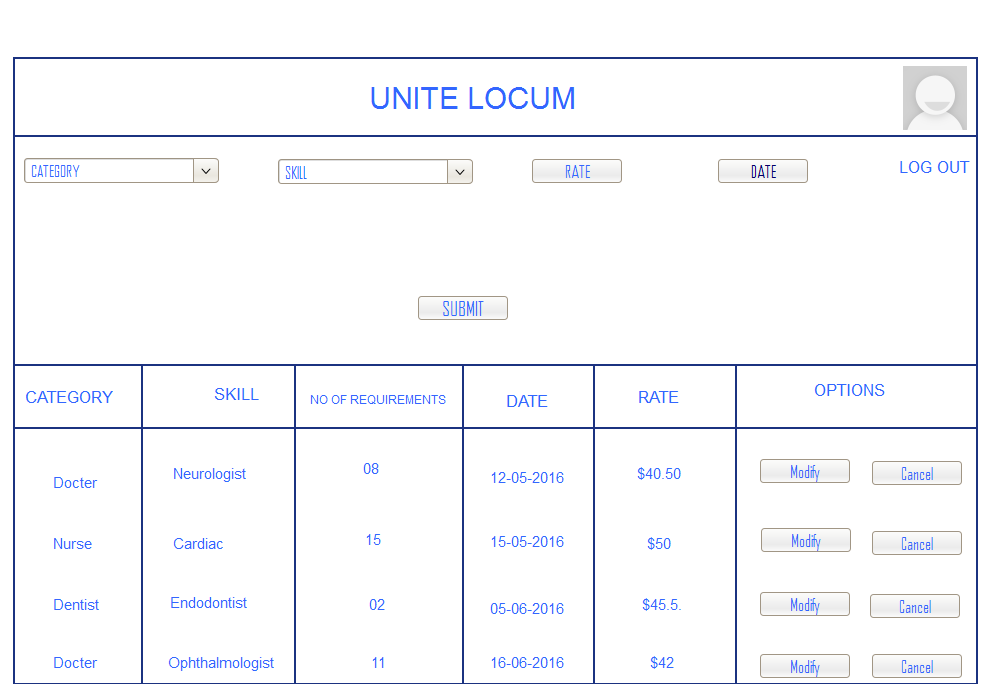 UNITE LOCUM
CATEGORY SKILL RATE DATE LOG OUT
SUBMIT
CATEGORY SKILL NO OF REQUIREMENTS DATE RATE OPTIONS
Docter Neurologist 08 12-05-2016 $40.50 Modify Cancel
Nurse Cardiac 15 15-05-2016 $50 Modify Cancel
Dentist Endodontist 02 05-06-2016 $45.5. Modify Cancel
Docter Ophthalmologist 11 16-06-2016 $42 Modify Cancel